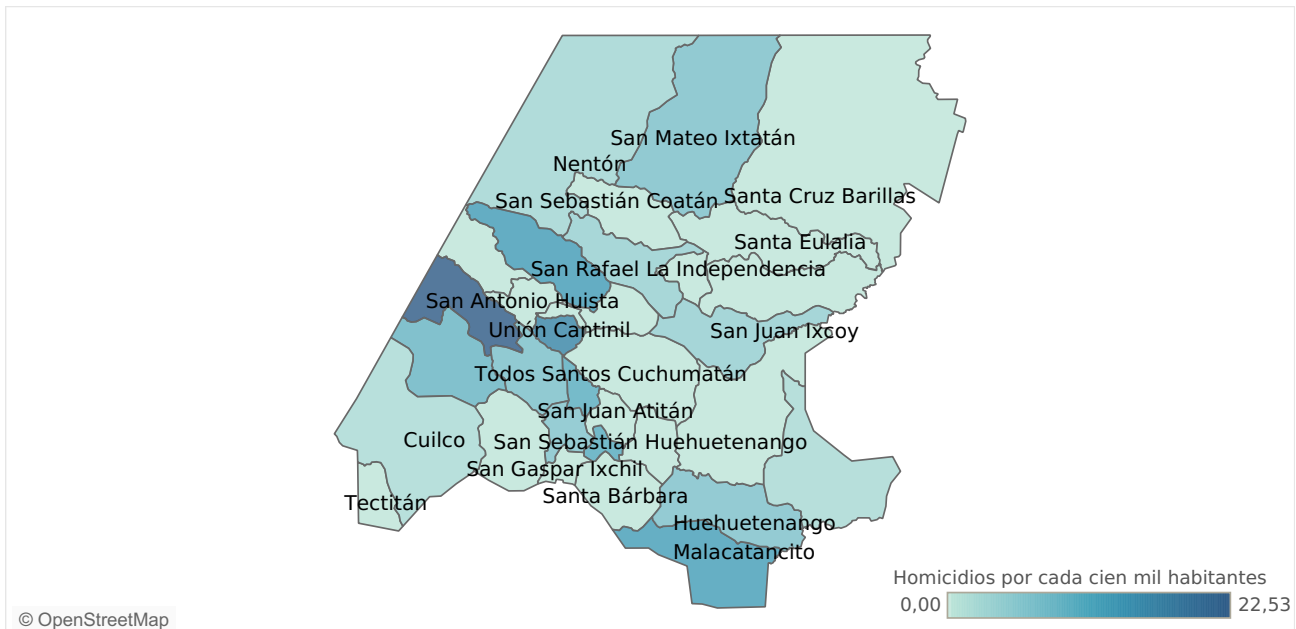 San Mateo Ixtatán
Nentón
San Sebastián Coatán
Santa Cruz Barillas
Santa Eulalia
San Rafael La Independencia
San Antonio Huista
Unión Cantinil
San Juan Ixcoy
Todos Santos Cuchumatán
San Juan Atitán
Cuilco
San Sebastián Huehuetenango
San Gaspar Ixchil
Santa Bárbara
Tectitán
Huehuetenango
Malacatancito
Homicidios por cada cien mil habitantes
0,00
22,53
© OpenStreetMap